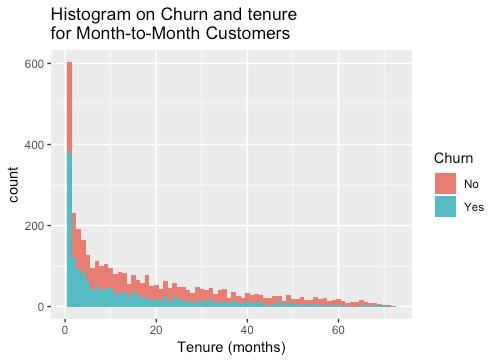 Histogram on Churn and tenure
for Month-to-Month Customers
600
400
200
0
count
0 20 40 60
Tenure (months)
Churn
No
Yes